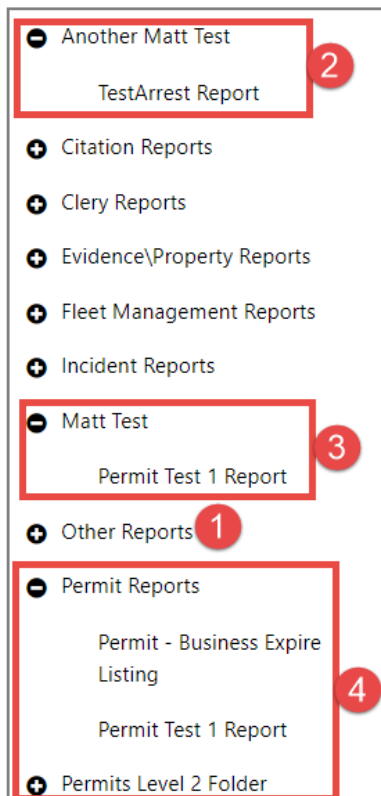 Another Matt Test
2
TestArrest Report
Citation Reports
Clery Reports
Evidence\Property Reports
Fleet Management Reports
Incident Reports
Matt Test
3
Permit Test 1 Report
Other Reports 1
Permit Reports
Permit - Business Expire
Listing
4
Permit Test 1 Report
Permits Level 2 Folder